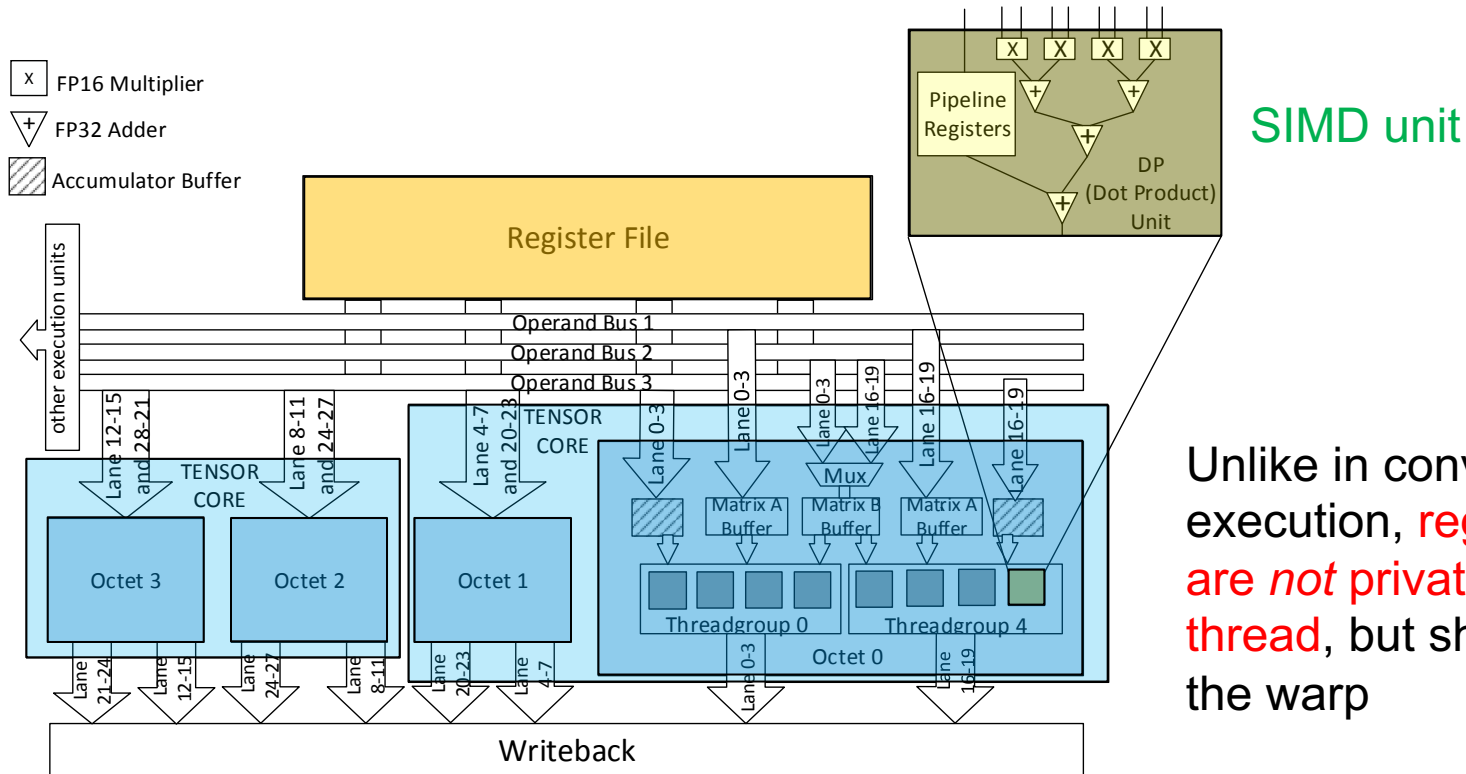 X FP16 Multiplier
+ FP32 Adder
Accumulator Buffer
X X X X
+ +
Pipeline
Registers
+
DP
(Dot Product)
Unit
+
SIMD unit
Register File
other execution units
Operand Bus 1
Operand Bus 2
Operand Bus 3
Lane 12-15
and 28-21
Lane 8-11
and 24-27
Lane 4-7
and 20-23
Lane 0-3
Lane 0-3
Lane 0-3
Lane 16-19
Lane 16-19
Lane 16-19
TENSOR
CORE
TENSOR
CORE
Mux
Matrix A
Buffer
Matrix B
Buffer
Matrix A
Buffer
Octet 3
Octet 2
Octet 1
Threadgroup 0
Threadgroup 4
Octet 0
Lane
21-24
Lane
12-15
Lane
24-27
Lane
8-11
Lane
20-23
Lane
4-7
Lane 0-3
Lane
16-19
Writeback
Unlike in conv
execution, reg
are not privat
thread, but sh
the warp